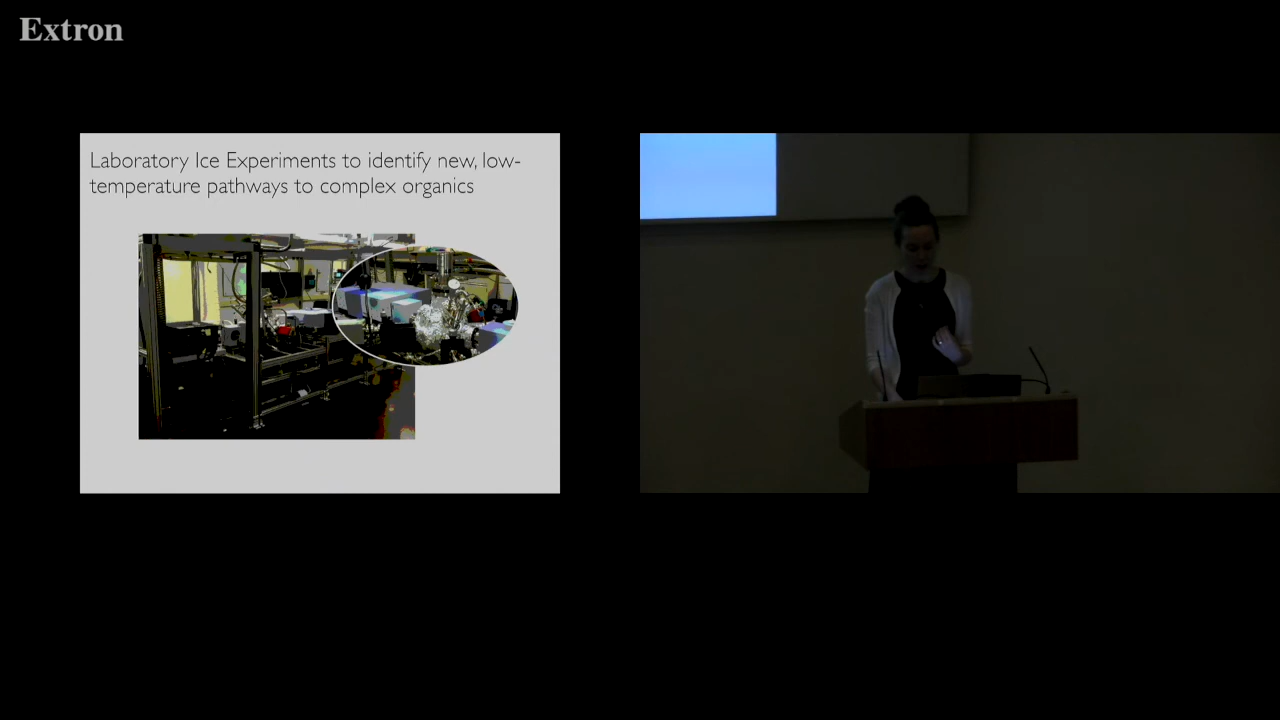 Extron
Laboratory Ice Experiments to identify new, low-
temperature pathways to complex organics